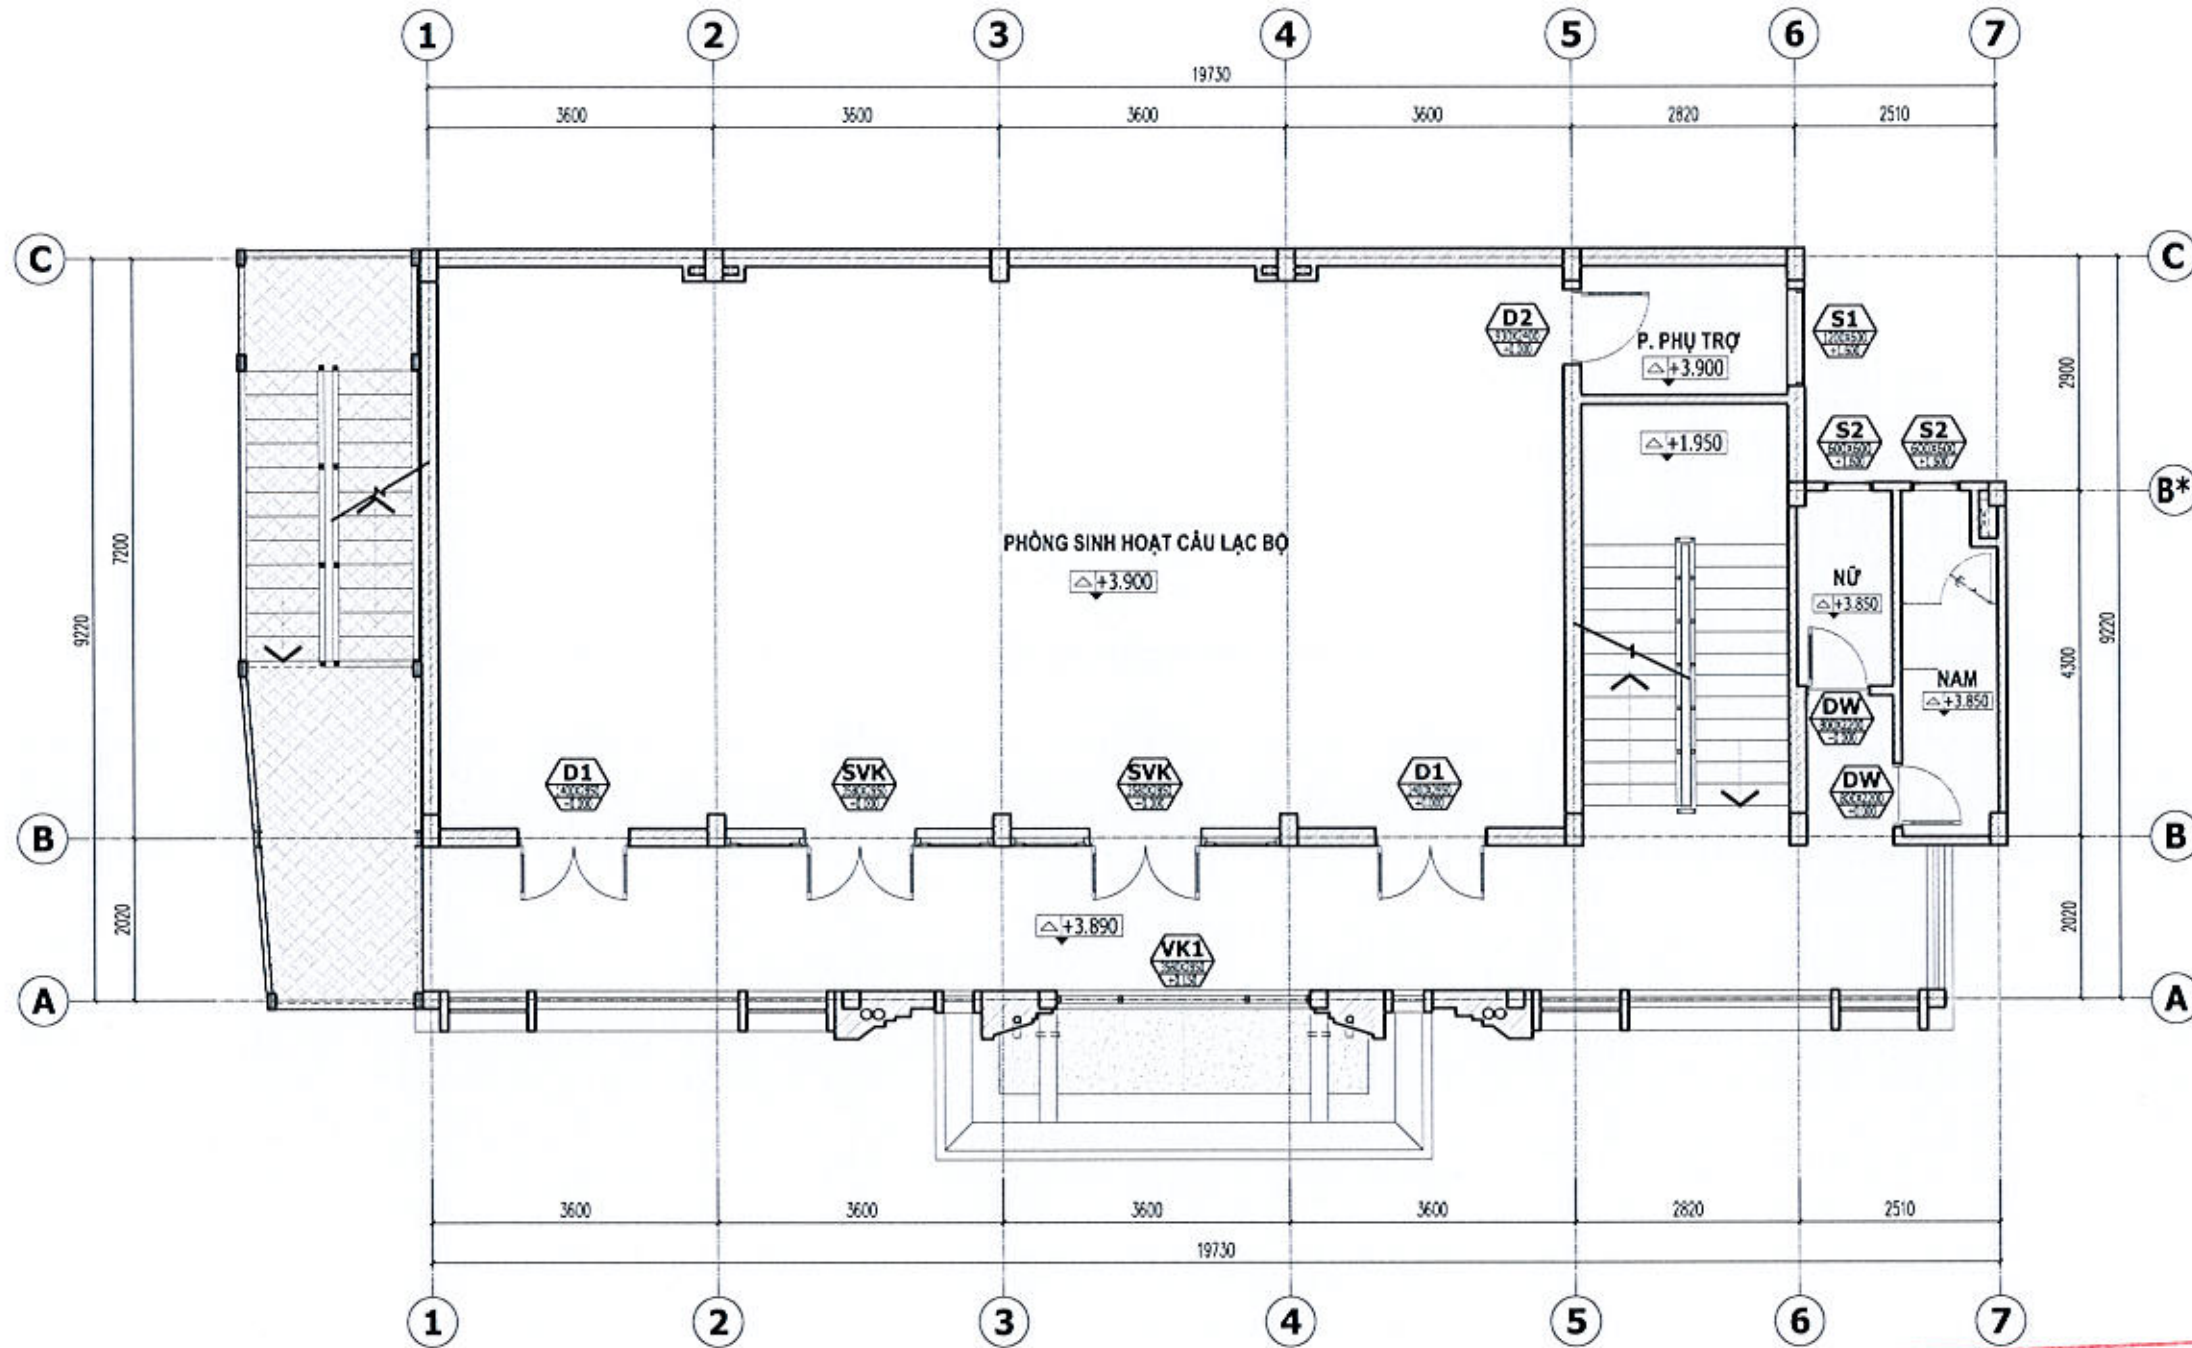 1 2 3 4 5 6 7
19730
3600 3600 3600 3600 2820 2510
C C
D2
S1
P. PHỤ TRỢ
+3.900
2900
S2 S2
+1.950
B*
7200
PHÒNG SINH HOẠT CÂU LẠC BỘ
+3.900
NỮ
+3.850
9220 9220
4300
NAM
+3.850
DW
D1 SVK SVK D1 DW
B B
2020 2020
+3.890
VK1
A A
3600 3600 3600 3600 2820 2510
19730
1 2 3 4 5 6 7